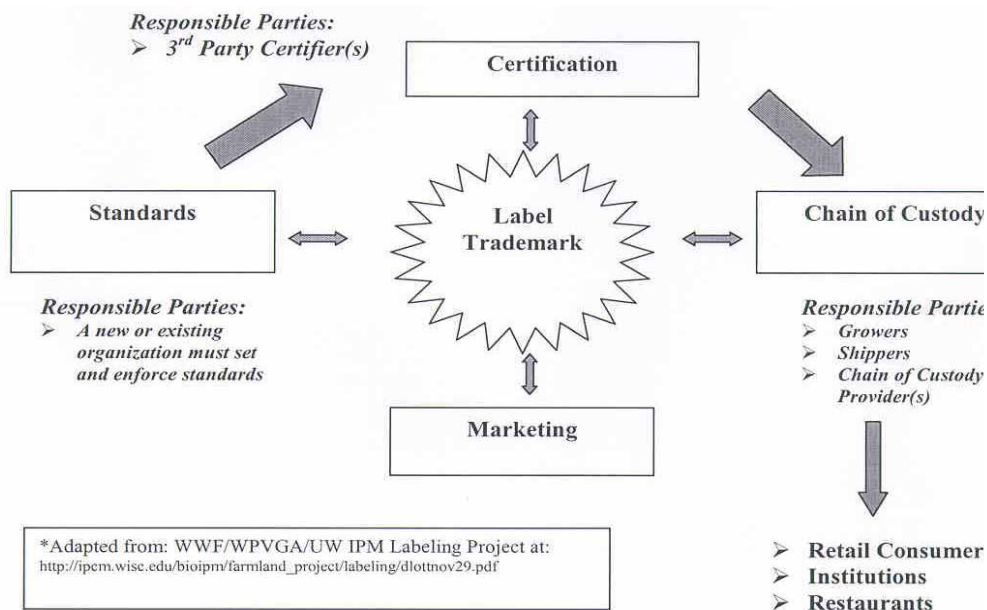 Responsible Parties:
➢ 3rd Party Certifier(s)
Certification
Standards
Label
Trademark
Chain of Custody
Responsible Parties:
➢ A new or existing
organization must set
and enforce standards
Responsible Partie
➢ Growers
➢ Shippers
➢ Chain of Custody
Provider(s)
Marketing
*Adapted from: WWF/WPVGA/UW IPM Labeling Project at:
http://ipcm.wisc.edu/bioipm/farmland_project/labeling/dlottnov29.pdf
➢ Retail Consumer
➢ Institutions
➢ Restaurants